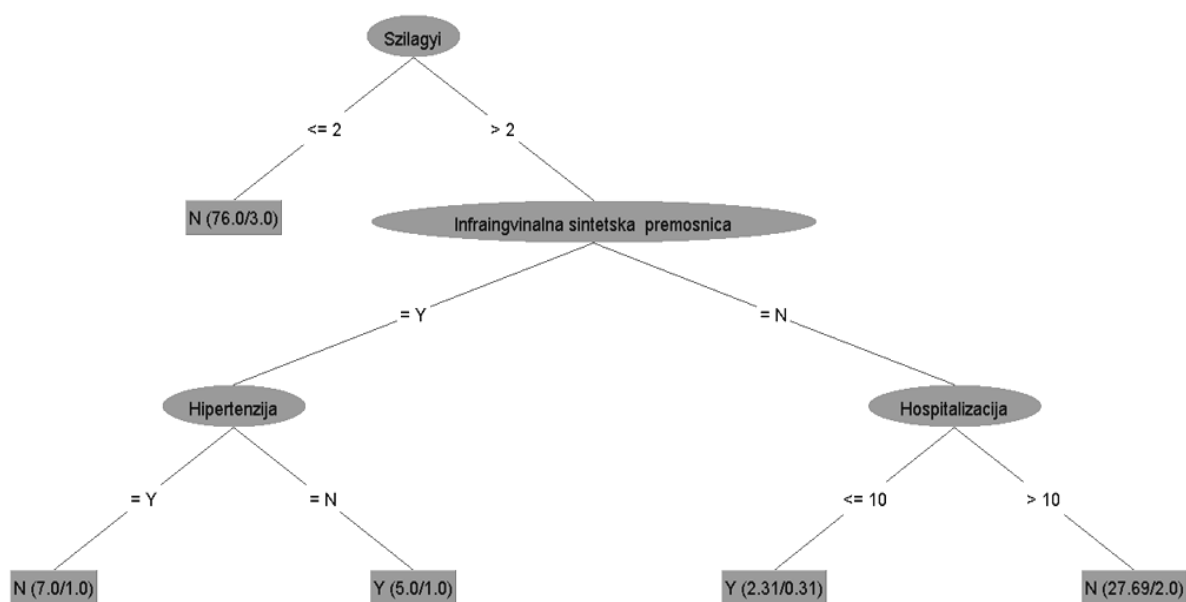 Szilagyi
<= 2
> 2
N (76.0/3.0)
Infraingvinalna sintetska premosnica
= Y
= N
Hipertenzija
Hospitalizacija
= Y
= N
<= 10
> 10
N (7.0/1.0)
Y (5.0/1.0)
Y (2.31/0.31)
N (27.69/2.0)